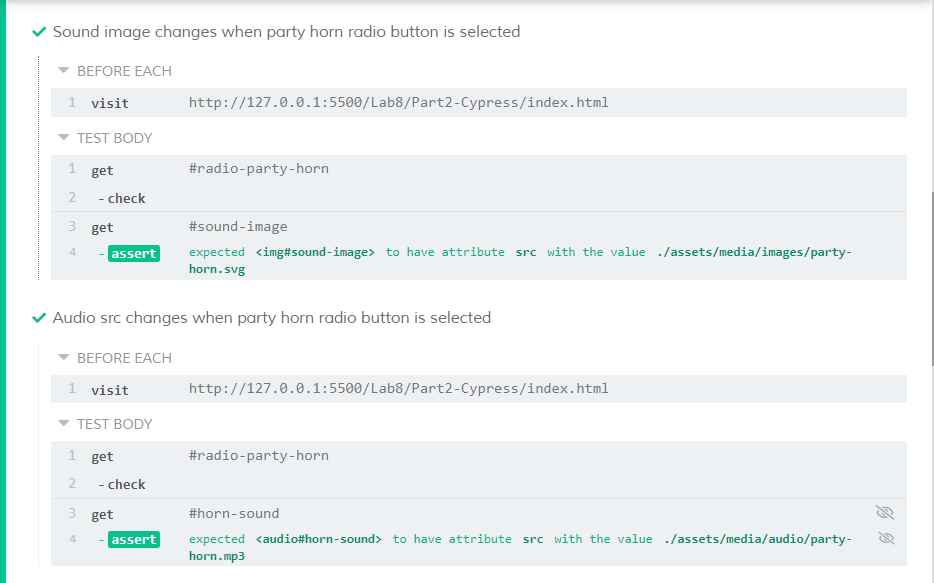 Sound image changes when party horn radio button is selected
BEFORE EACH
1 visit http://127.0.0.1:5500/Lab8/Part2-Cypress/index.html
TEST BODY
1 get #radio-party-horn
2 -check
3 get #sound-image
4 -assert expected <img#sound-image> to have attribute src with the value ./assets/media/images/party-
horn.svg
Audio src changes when party horn radio button is selected
BEFORE EACH
1 visit http://127.0.0.1:5500/Lab8/Part2-Cypress/index.html
TEST BODY
1 get #radio-party-horn
2 -check
3 get #horn-sound
4 -assert expected <audio#horn-sound> to have attribute src with the value ./assets/media/audio/party-
horn.mp3